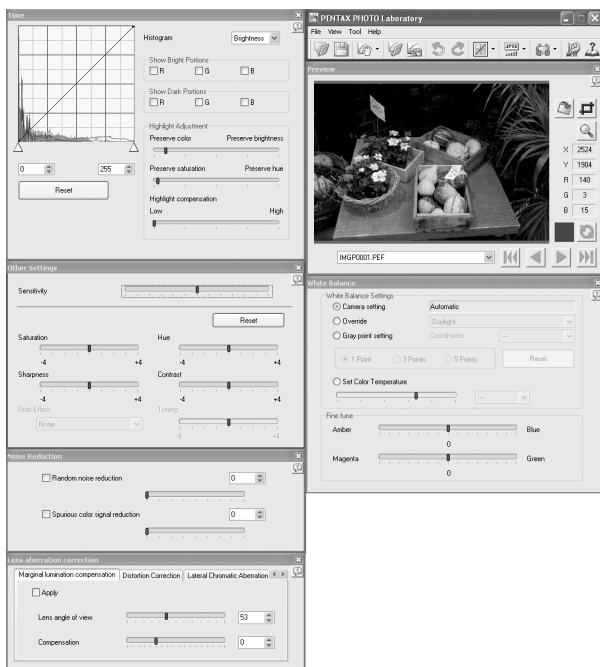 Tone
Histogram
Brightness
Show Bright Portions
R G B
Show Dark Portions
R G B
Highlight Adjustment
Preserve color Preserve brightness
Preserve saturation Preserve hue
Highlight compensation
Low High
0 255
Reset
Other Settings
Sensitivity
Reset
Saturation Hue
-4 +4 -4 +4
Sharpness Contrast
-4 +4 -4 +4
Filter Effect Toning
None
-4 +4
Noise Reduction
Random noise reduction 0
Spurious color signal reduction 0
Lens aberration correction
Marginal lumination compensation Distortion Correction Lateral Chromatic Aberration
Apply
Lens angle of view 53
Compensation 0
PENTAX PHOTO Laboratory
File View Tool Help
JPEG
Preview
X 2524
Y 1904
R 140
G 3
B 15
IMGP0001.PEF
White Balance
White Balance Settings
Camera setting Automatic
Override Daylight
Gray point setting Coordinates ---
1 Point 3 Points 5 Points Reset
Set Color Temperature
---
Fine tune
Amber Blue
0
Magenta Green
0